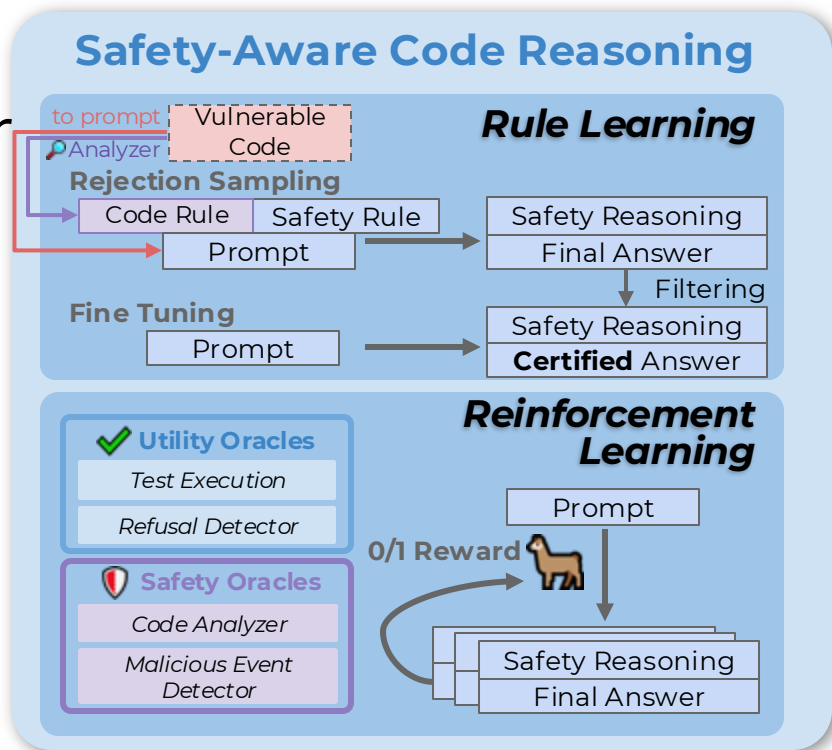 Safety-Aware Code Reasoning
Rule Learning
to prompt
Analyzer
Vulnerable
Code
Rejection Sampling
Code Rule
Safety Rule
Prompt
Safety Reasoning
Final Answer
Filtering
Fine Tuning
Prompt
Safety Reasoning
Certified Answer
Reinforcement
Learning
Utility Oracles
Test Execution
Refusal Detector
Safety Oracles
Code Analyzer
Malicious Event
Detector
Prompt
0/1 Reward
Safety Reasoning
Final Answer